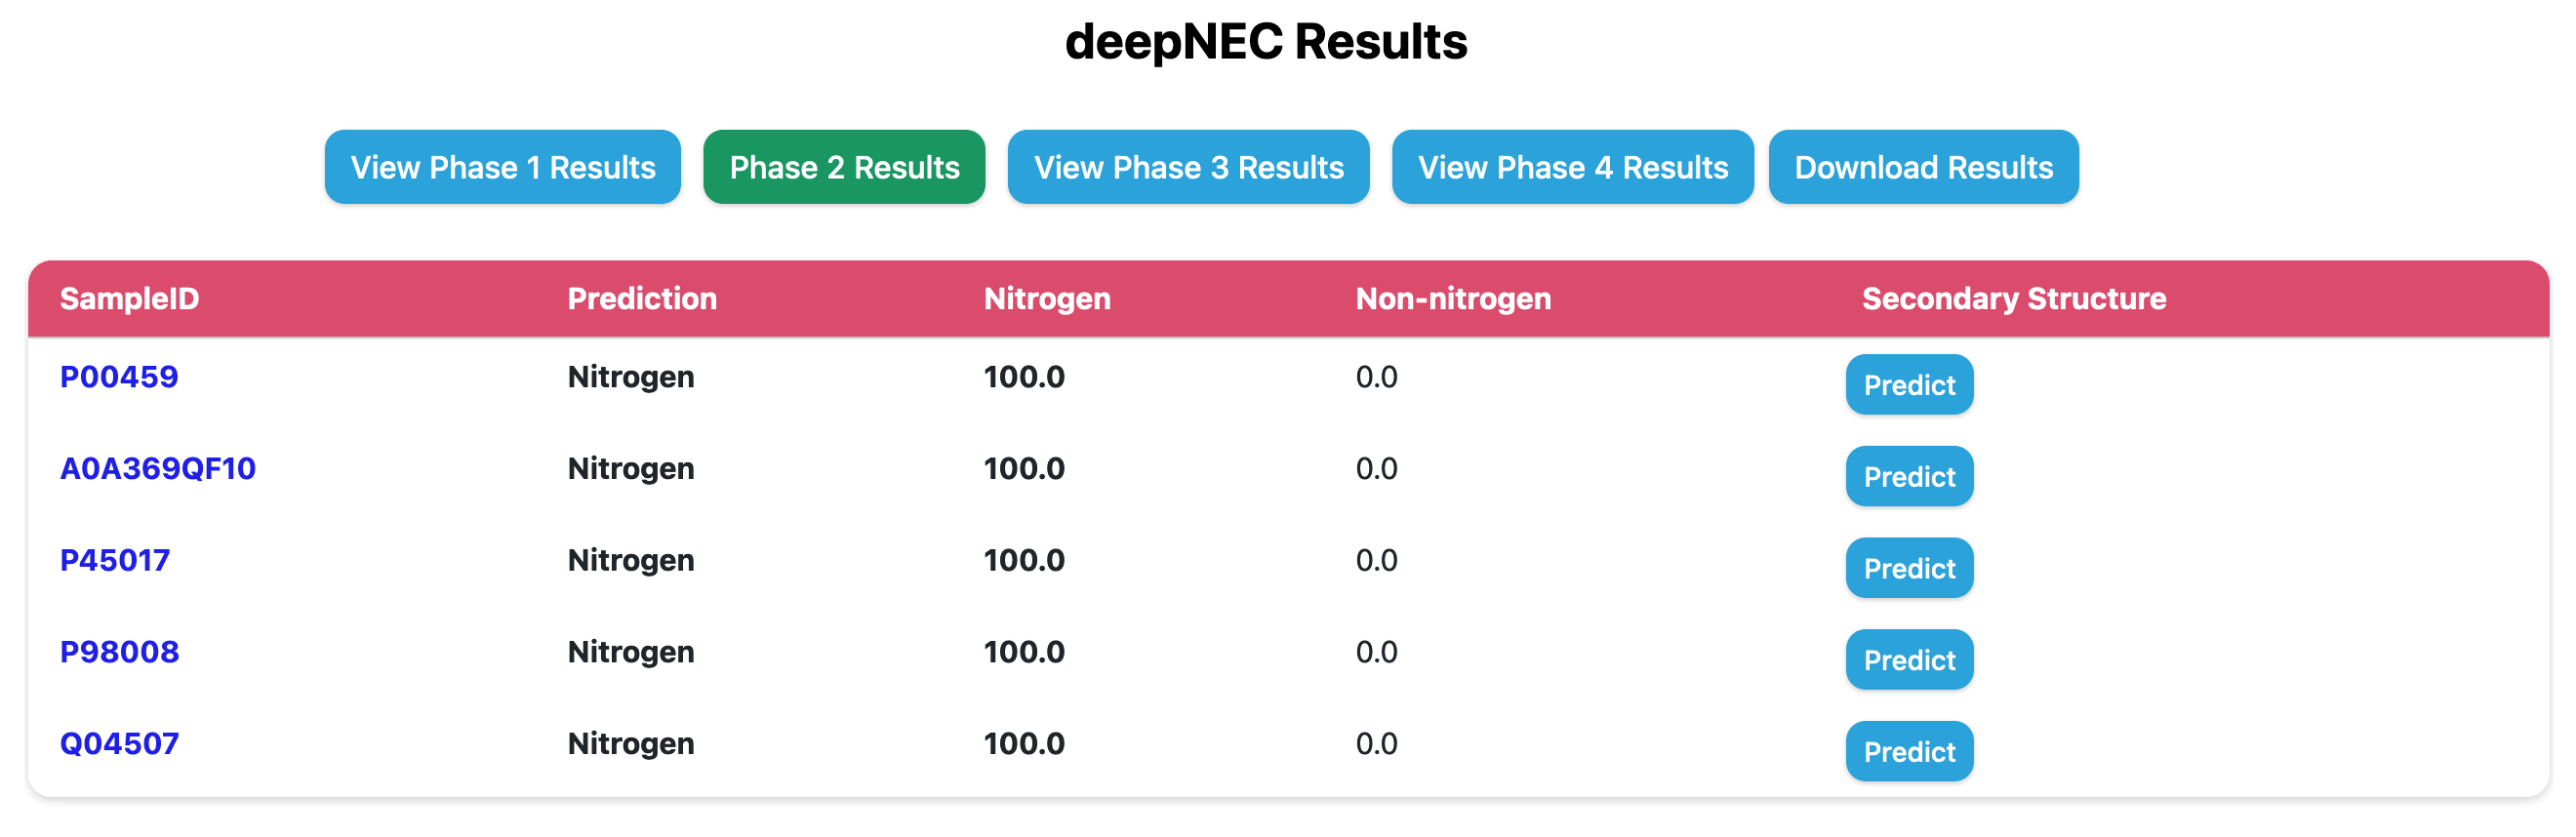 deepNEC Results
View Phase 1 Results Phase 2 Results View Phase 3 Results View Phase 4 Results Download Results
SampleID Prediction Nitrogen Non-nitrogen Secondary Structure
P00459 Nitrogen 100.0 0.0 Predict
A0A369QF10 Nitrogen 100.0 0.0 Predict
P45017 Nitrogen 100.0 0.0 Predict
P98008 Nitrogen 100.0 0.0 Predict
Q04507 Nitrogen 100.0 0.0 Predict